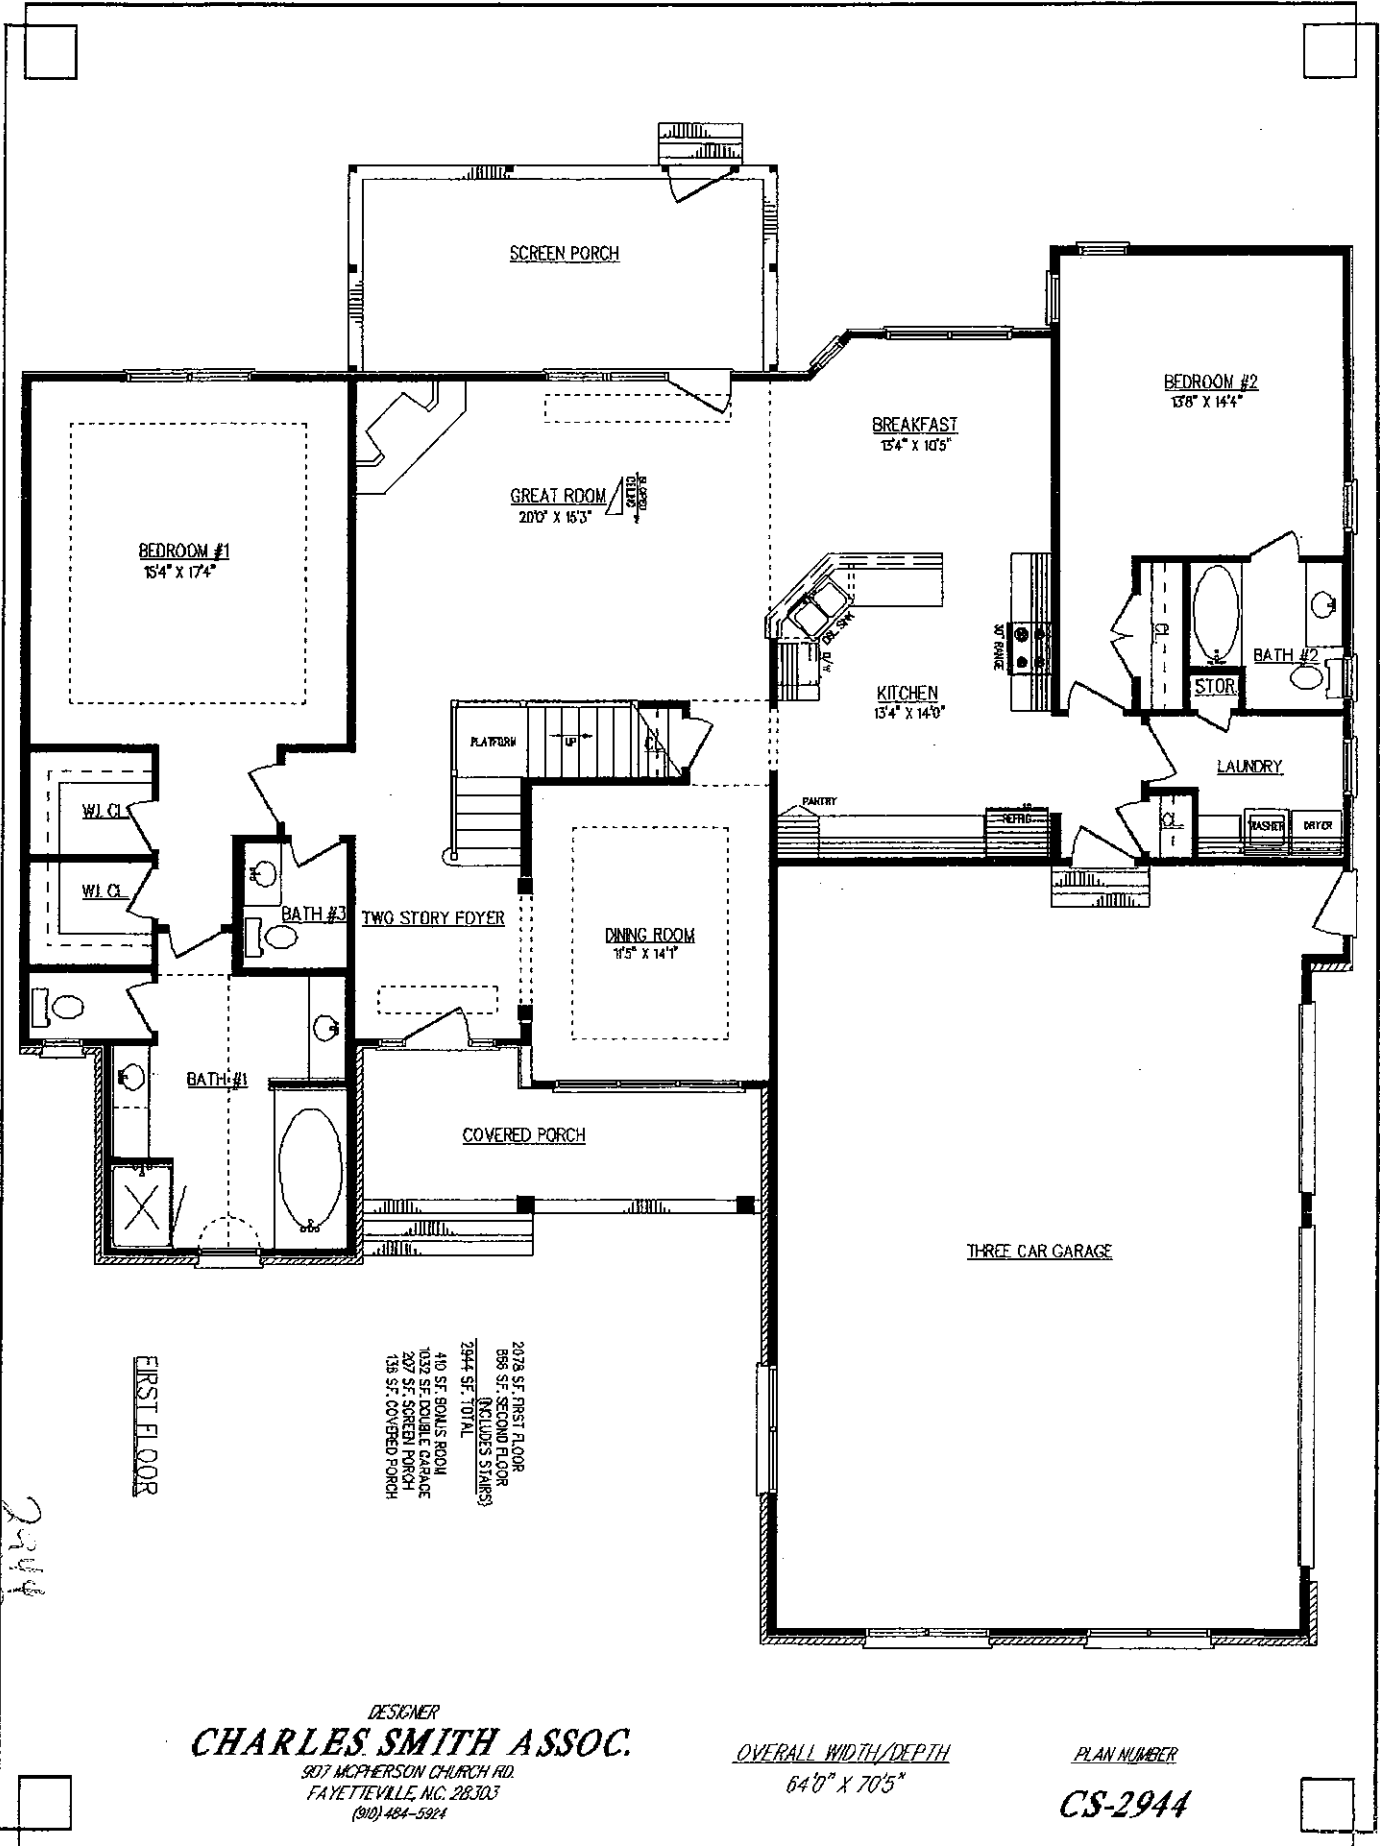 SCREEN PORCH
BEDROOM #2
13'8" X 14'4"
BREAKFAST
13'4" X 10'5"
GREAT ROOM
20'0" X 15'3"
SLOPED
CEILING
BEDROOM #1
15'4" X 17'4"
DBL SINK
D/W
30" RANGE
CL.
BATH #2
STOR.
KITCHEN
13'4" X 14'0"
PLATFORM
UP
CL.
LAUNDRY
PANTRY
REFRIG
CL.
WASHER
DRYER
W.I. CL.
W.I. CL.
BATH #3
TWO STORY FOYER
DINING ROOM
11'5" X 14'1"
BATH #1
COVERED PORCH
THREE CAR GARAGE
2078 S.F. FIRST FLOOR
866 S.F. SECOND FLOOR
(INCLUDES STAIRS)
2944 S.F. TOTAL
410 S.F. BONUS ROOM
1032 S.F. DOUBLE GARAGE
207 S.F. SCREEN PORCH
136 S.F. COVERED PORCH
FIRST FLOOR
2944
DESIGNER
CHARLES SMITH ASSOC.
907 MCPHERSON CHURCH RD.
FAYETTEVILLE, N.C. 28303
(910) 484-5924
OVERALL WIDTH/DEPTH
64'0" X 70'5"
PLAN NUMBER
CS-2944